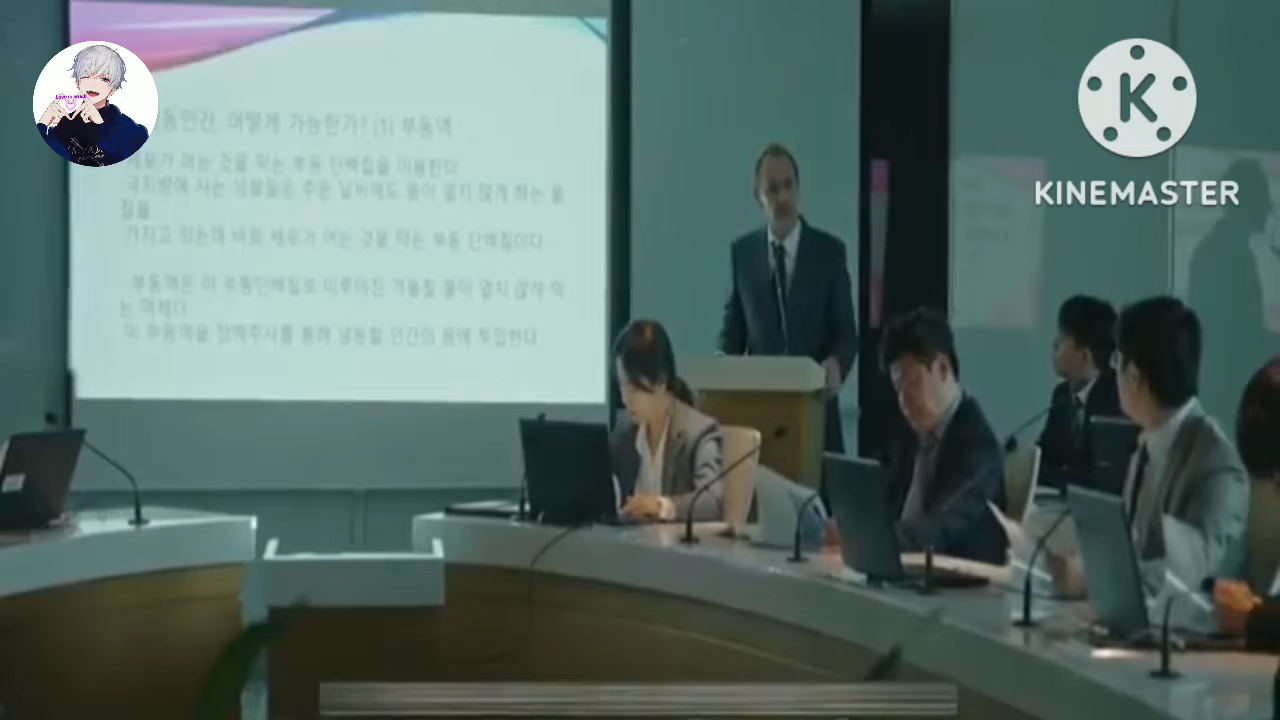 동인간 어떻게 가능한가? (1) 부동액
세포가 어는 것을 막는 부동 단백질을 이용한다
극지방에 사는 생물들은 추운 날씨에도 몸이 얼지 않게 하는 물
질을
가지고 있는데 바로 세포가 어는 것을 막는 부동 단백질이다
부동액은 이 부동단백질로 이루어진 겨울철 물이 얼지 않게 하
는 액체다
이 부동액을 정맥주사를 통해 냉동할 인간의 몸에 투입한다
KINEMASTER